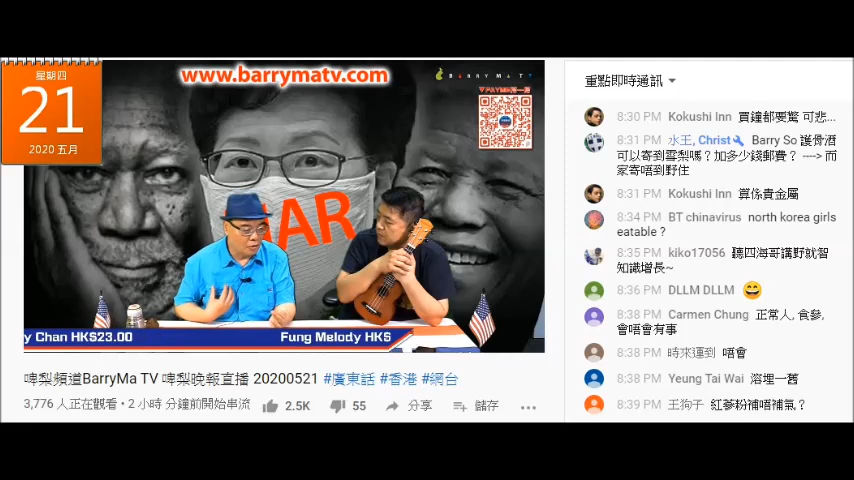 星期四
21
2020 五月
www.barrymatv.com
BARRYMATV
AR
y Chan HK$23.00
Fung Melody HK$
啤梨頻道BarryMa TV 啤梨晚報直播 20200521 #廣東話 #香港 #網台
3,776 人正在觀看 • 2 小時 分鐘前開始串流
2.5K
55
分享
儲存
重點即時通訊
8:30 PM Kokushi Inn 買鐘都要驚 可悲...
8:31 PM 水王, Christ Barry So 護骨酒
可以寄到雪梨嗎？加多少錢郵費？ ----> 而
家寄唔到野住
8:31 PM Kokushi Inn 算係貴金屬
8:34 PM BT chinavirus north korea girls
eatable ?
8:35 PM kiko17056 聽四海哥講野就智
知識增長~
8:36 PM DLLM DLLM 😄
8:38 PM Carmen Chung 正常人, 食參,
會唔會有事
8:38 PM 時來運到 唔會
8:38 PM Yeung Tai Wai 溶埋一舊
8:39 PM 王狗子 紅蔘粉補唔補氣？